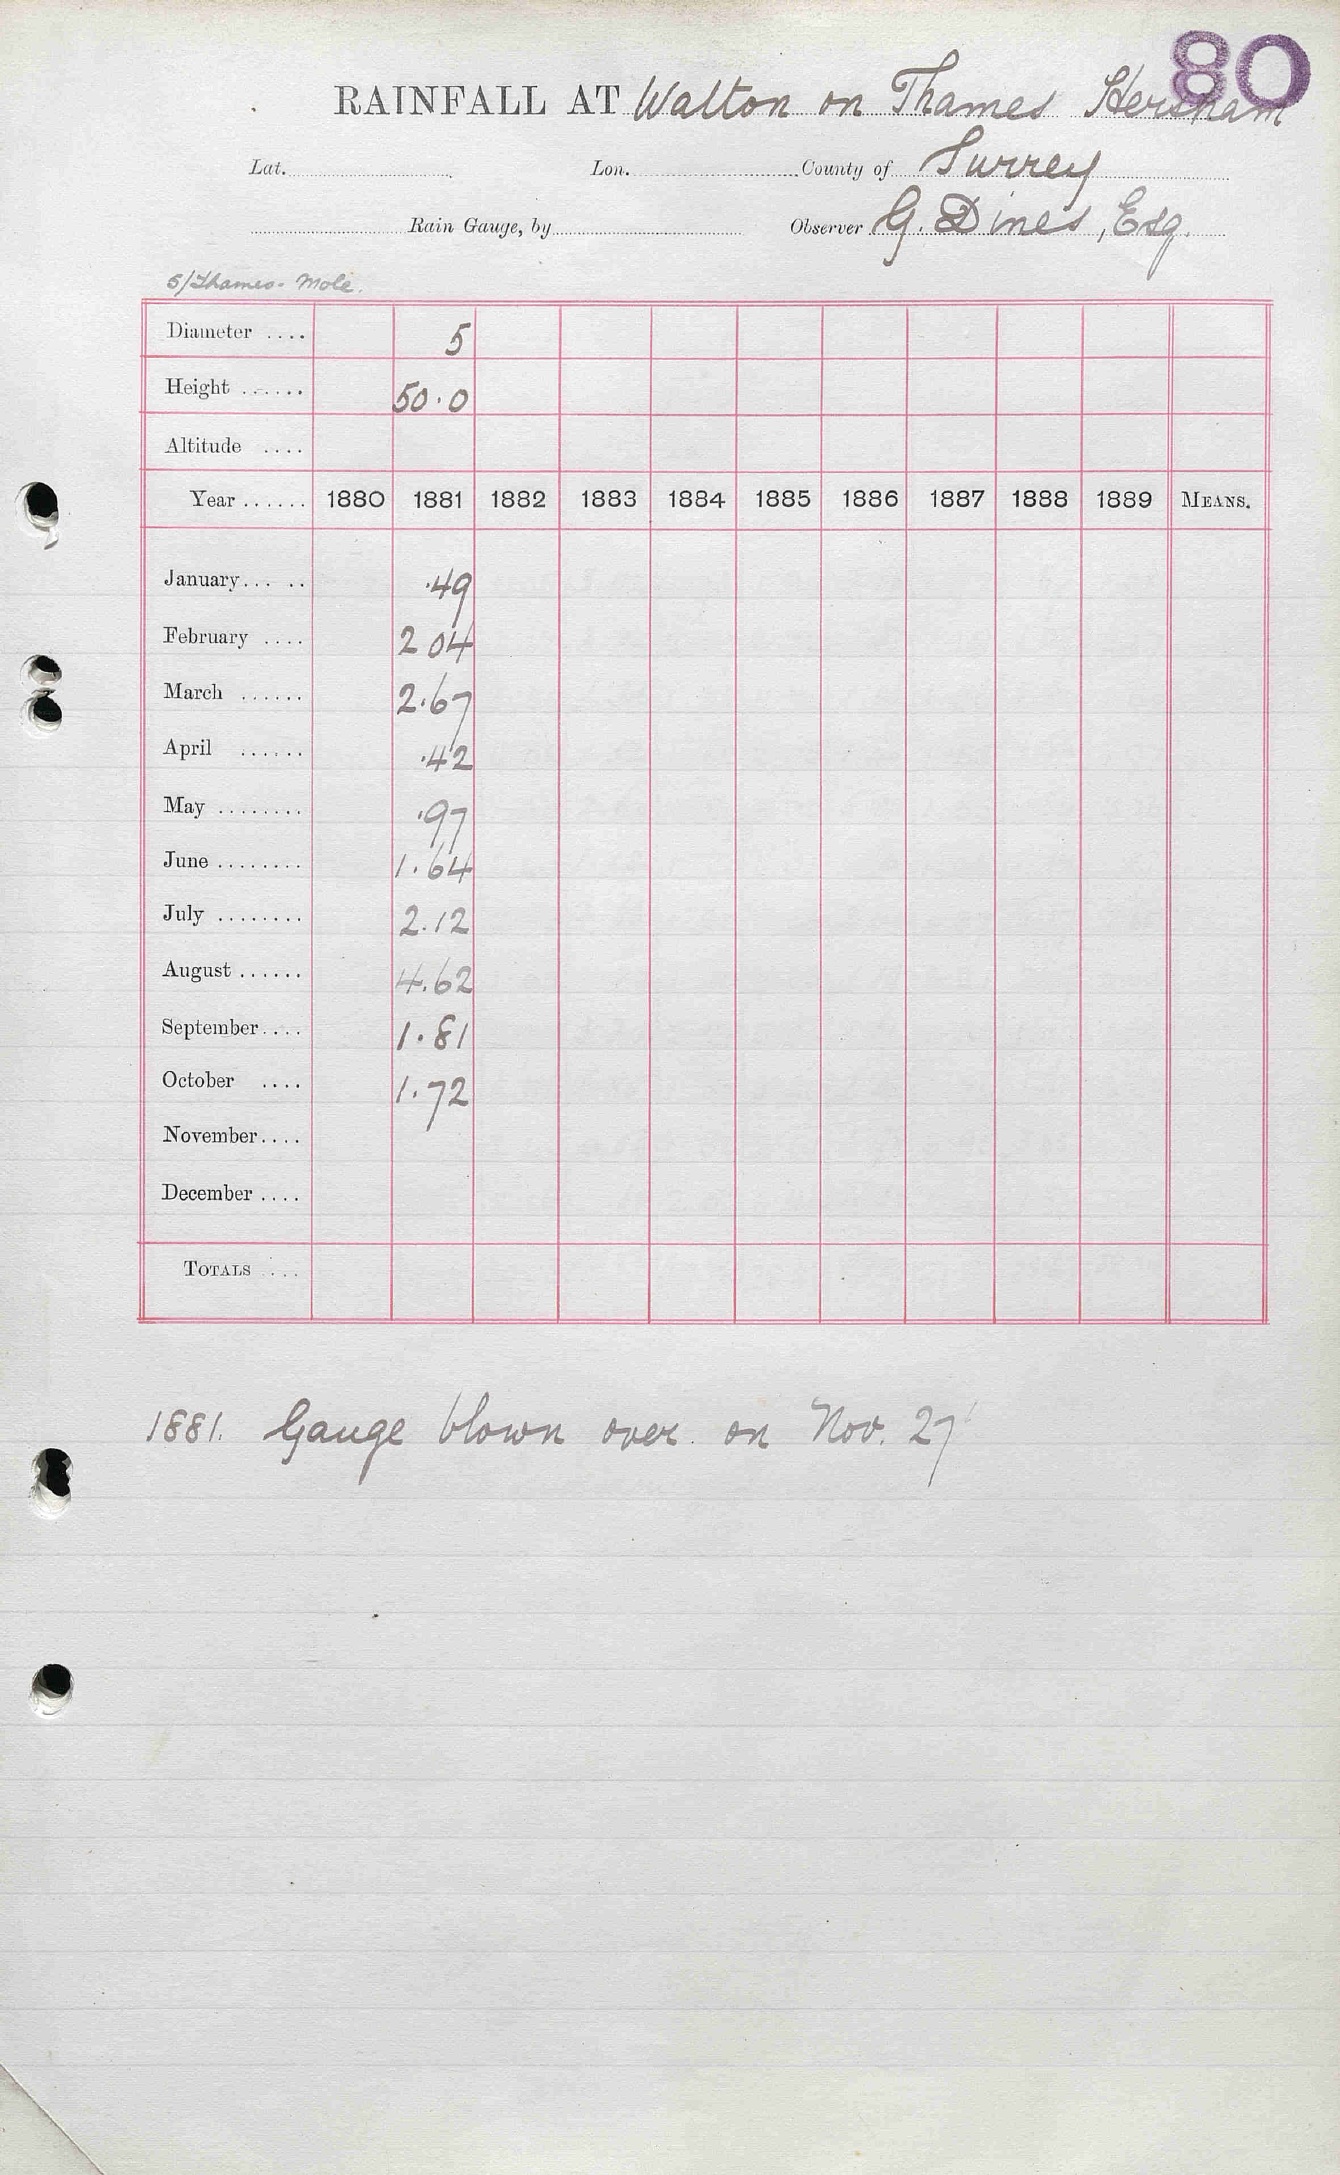 80
RAINFALL AT Walton on Thames Hersham
Lat. Lon. County of Surrey
Rain Gauge, by Observer G. Dines, Esq.
5/Thames-Mole.
Diameter .... 5
Height ...... 50.0
Altitude ....
Year ...... 1880 1881 1882 1883 1884 1885 1886 1887 1888 1889 MEANS.
January..... .49
February .... 2 04
March ...... 2.67
April ...... .42
May ........ .97
June ........ 1.64
July ........ 2.12
August ...... 4.62
September.... 1.81
October .... 1.72
November....
December ....
TOTALS ....
1881. Gauge blown over on Nov. 27